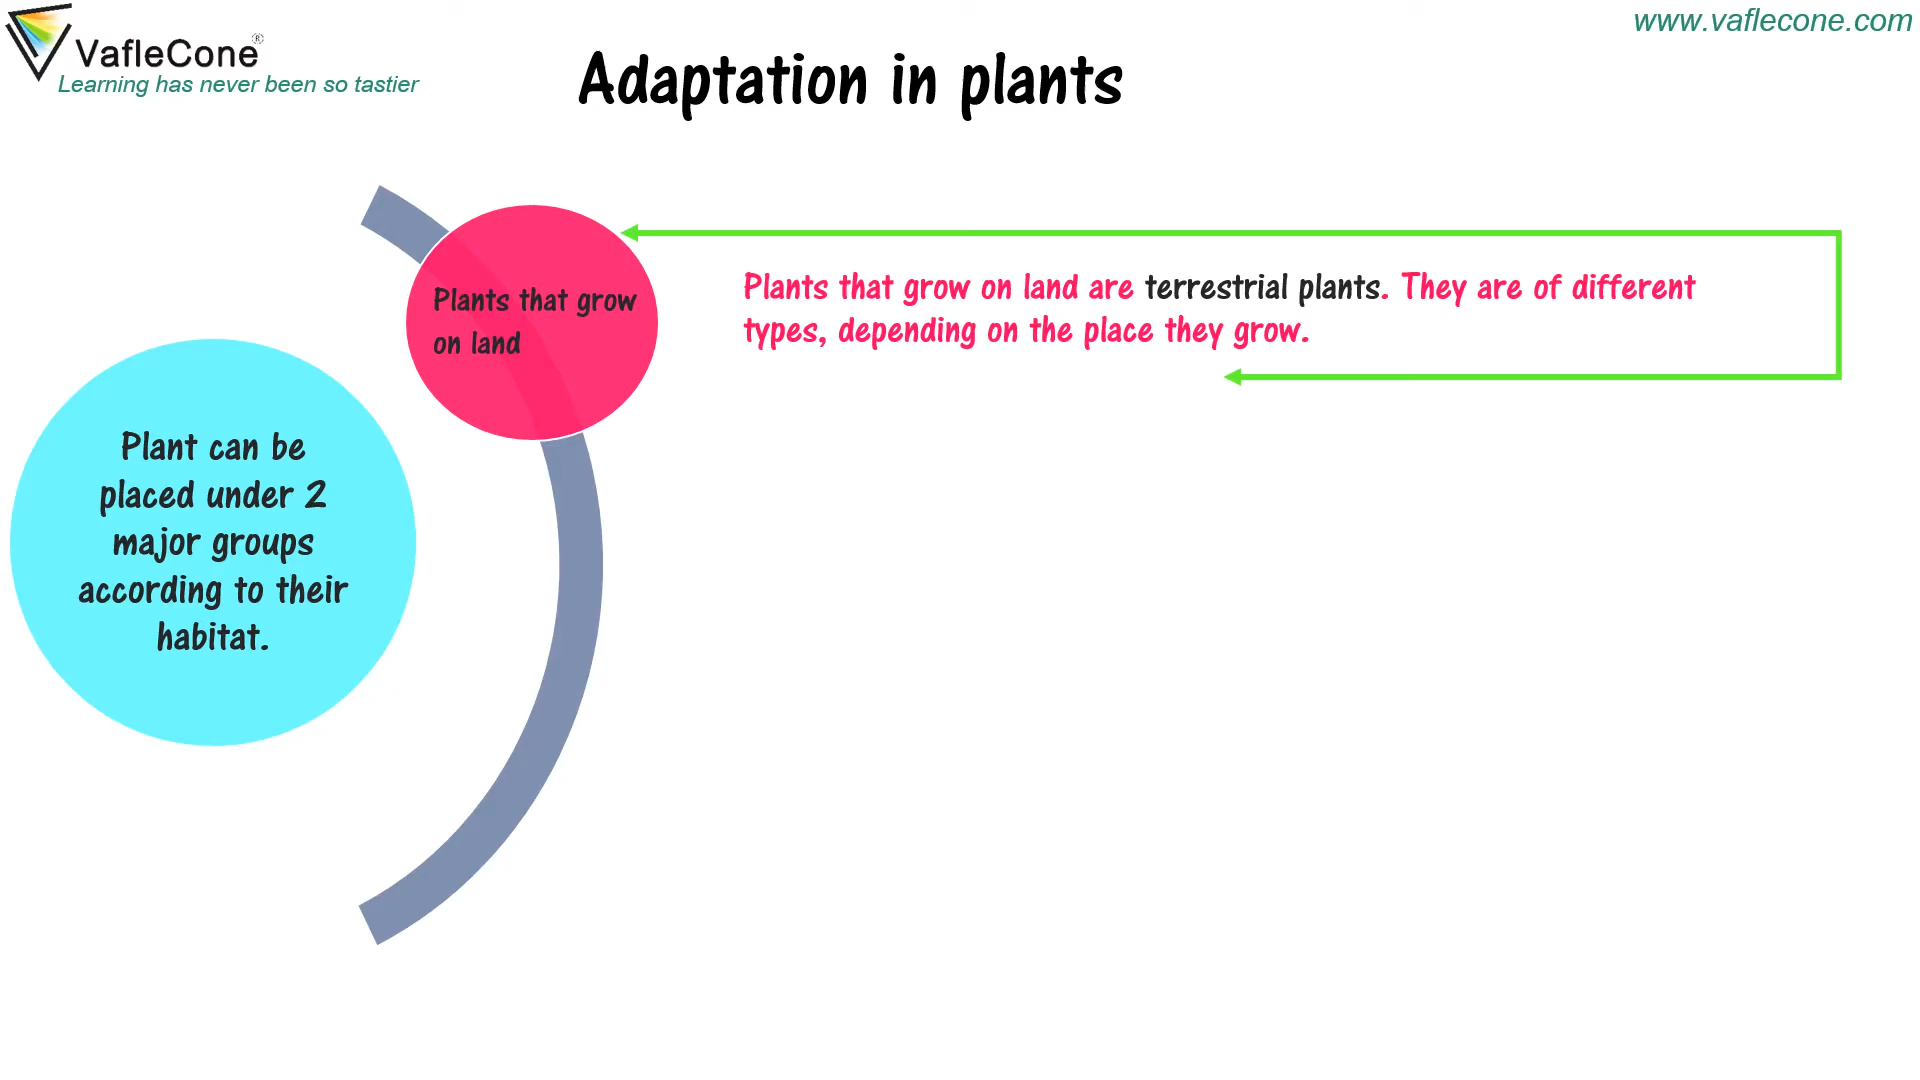 VafleCone®
Learning has never been so tastier
www.vaflecone.com
Adaptation in plants
Plants that grow
on land
Plants that grow on land are terrestrial plants. They are of different
types, depending on the place they grow.
Plant can be
placed under 2
major groups
according to their
habitat.